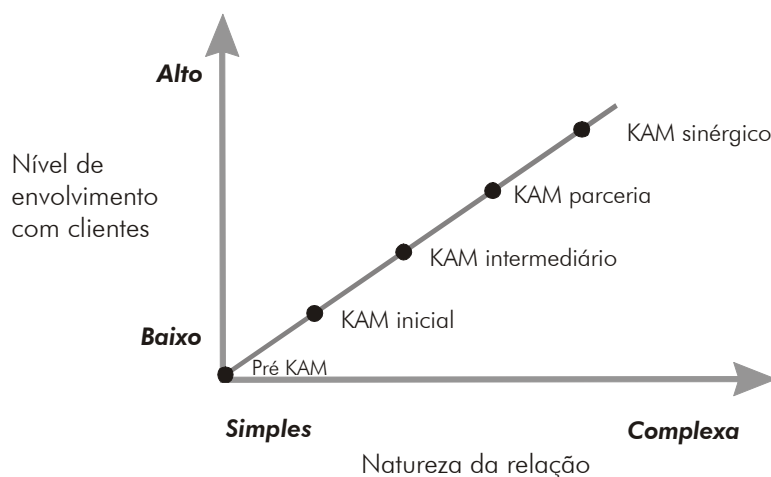 Alto
KAM sinérgico
Nível de
envolvimento
com clientes
KAM parceria
KAM intermediário
KAM inicial
Baixo
Pré KAM
Simples
Complexa
Natureza da relação